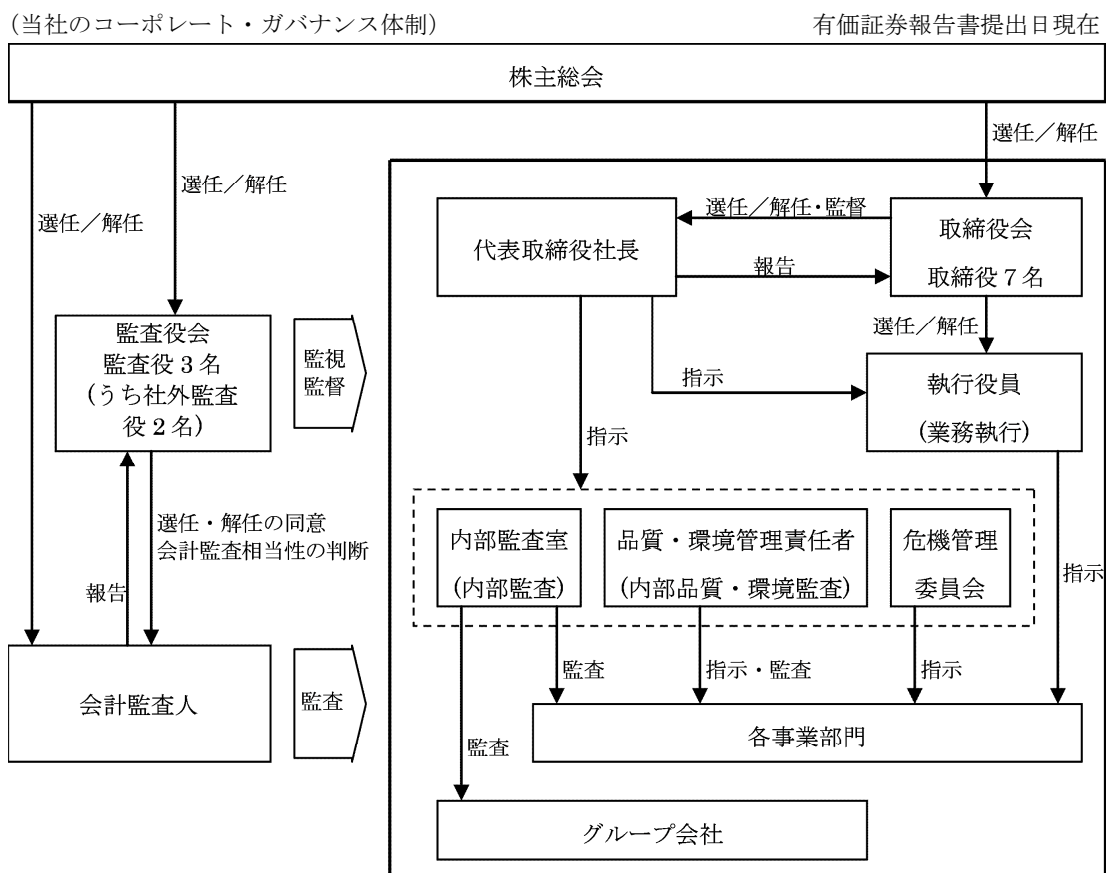 （当社のコーポレート・ガバナンス体制）
有価証券報告書提出日現在
株主総会
選任／解任
選任／解任
選任／解任
代表取締役社長
選任／解任・監督
報告
取締役会
取締役７名
選任／解任
監査役会
監査役３名
(うち社外監査
役２名)
監視
監督
指示
執行役員
(業務執行)
指示
選任・解任の同意
会計監査相当性の判断
報告
内部監査室
(内部監査)
品質・環境管理責任者
(内部品質・環境監査)
危機管理
委員会
指示
会計監査人
監査
監査
指示・監査
指示
各事業部門
監査
グループ会社